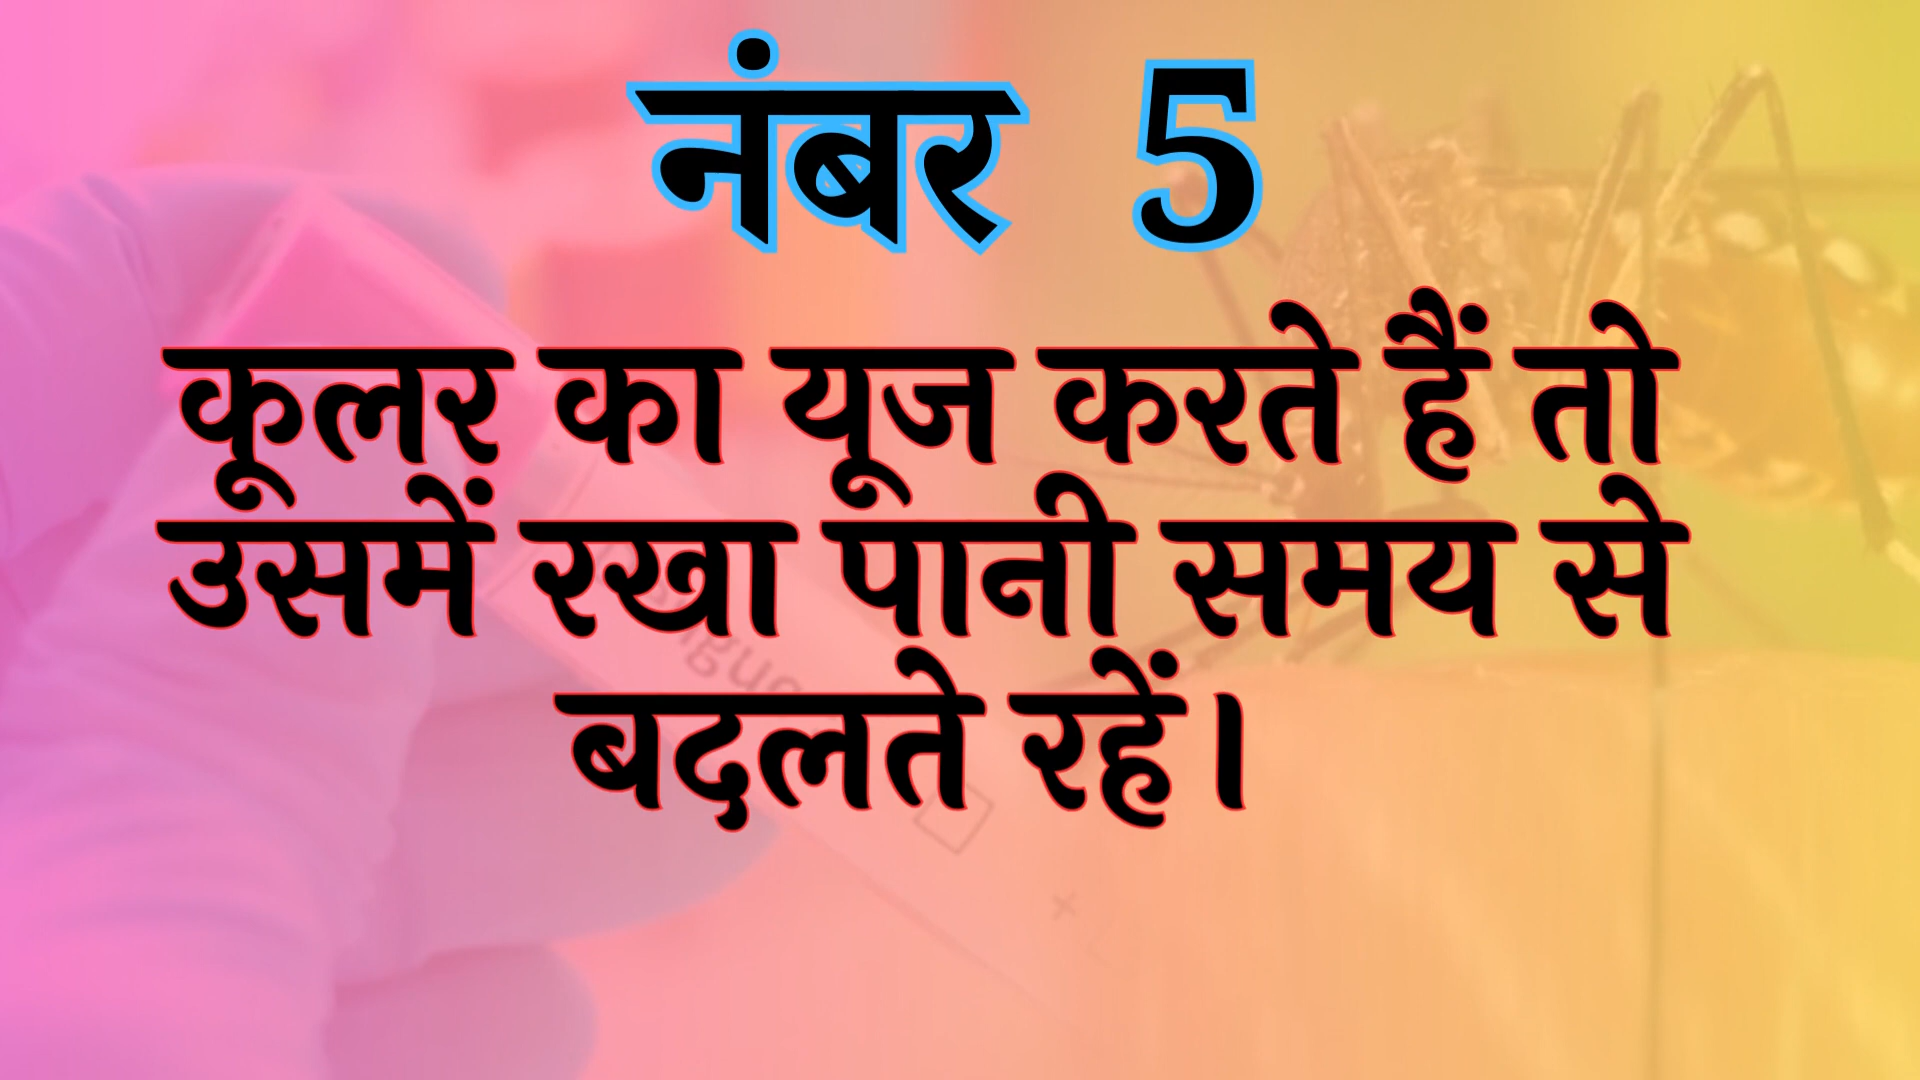 नंबर 5
कूलर का यूज करते हैं तो
उसमें रखा पानी समय से
बदलते रहें।